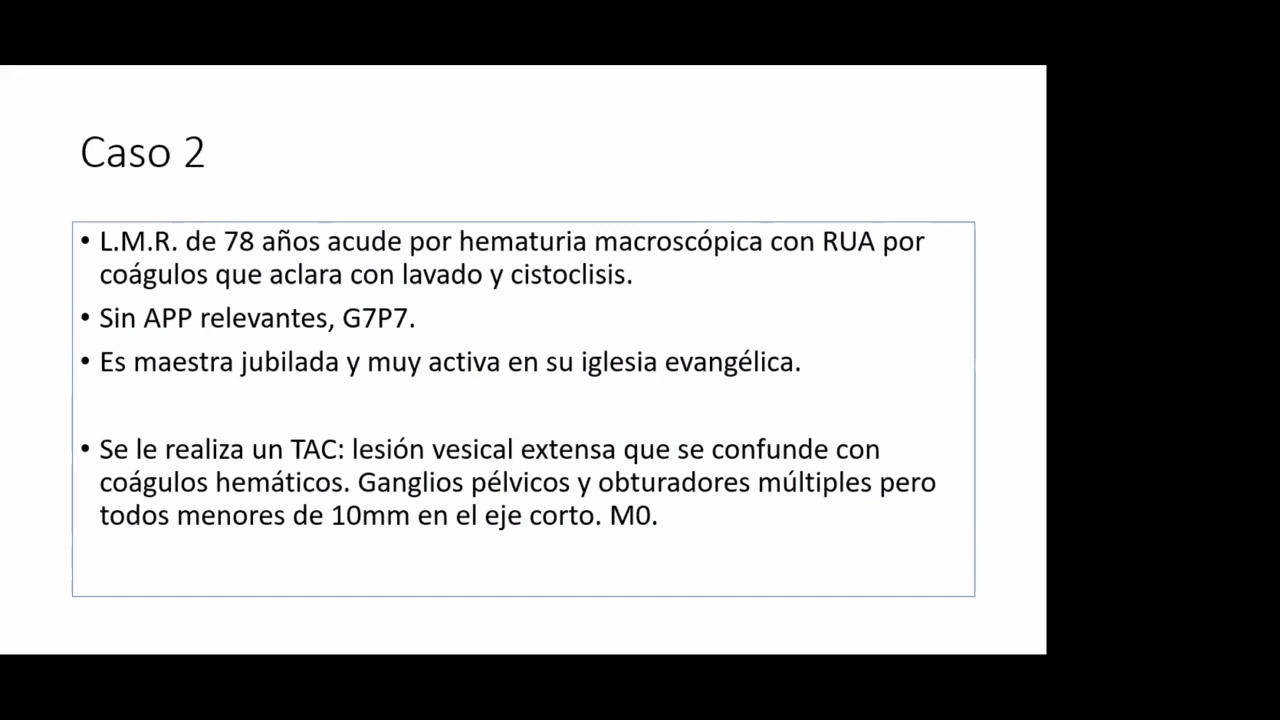 Caso 2
• L.M.R. de 78 años acude por hematuria macroscópica con RUA por
coágulos que aclara con lavado y cistoclisis.
• Sin APP relevantes, G7P7.
• Es maestra jubilada y muy activa en su iglesia evangélica.
• Se le realiza un TAC: lesión vesical extensa que se confunde con
coágulos hemáticos. Ganglios pélvicos y obturadores múltiples pero
todos menores de 10mm en el eje corto. M0.